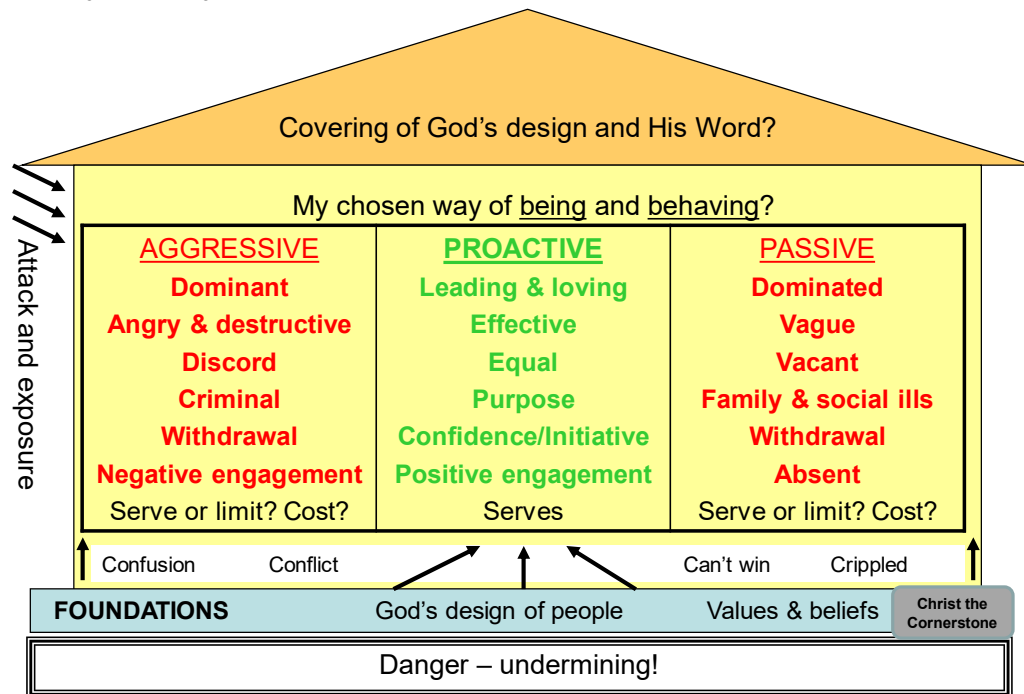 Covering of God's design and His Word?
My chosen way of being and behaving?
AGGRESSIVE
Dominant
Angry & destructive
Discord
Criminal
Withdrawal
Negative engagement
Serve or limit? Cost?
PROACTIVE
Leading & loving
Effective
Equal
Purpose
Confidence/Initiative
Positive engagement
Serves
PASSIVE
Dominated
Vague
Vacant
Family & social ills
Withdrawal
Absent
Serve or limit? Cost?
Attack and exposure
Confusion Conflict Can't win Crippled
FOUNDATIONS God's design of people Values & beliefs
Christ the
Cornerstone
Danger – undermining!